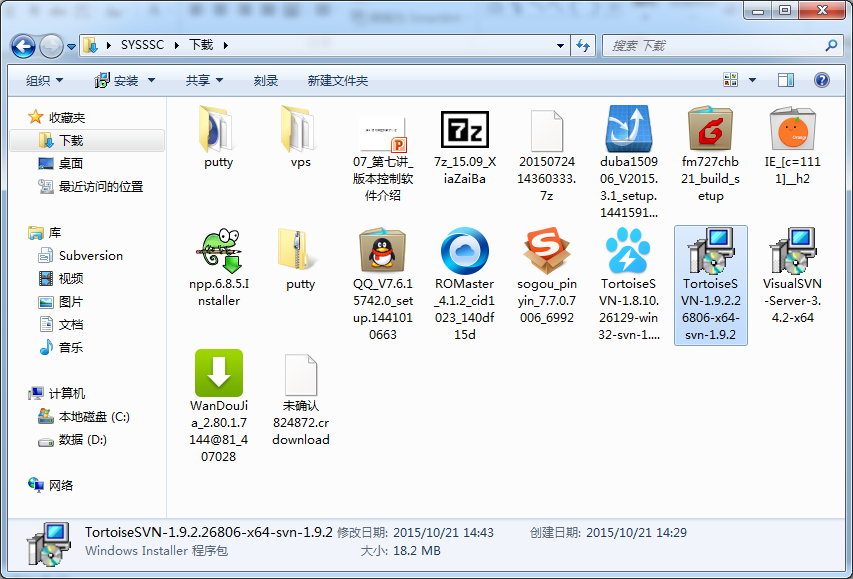 SYSSSC
下载
搜索 下载
组织
安装
共享
刻录
新建文件夹
收藏夹
下载
桌面
最近访问的位置
库
Subversion
视频
图片
文档
音乐
计算机
本地磁盘 (C:)
数据 (D:)
网络
putty
vps
07_第七讲_
版本控制软
件介绍
7z_15.09_X
iaZaiBa
20150724
14360333.
7z
duba1509
06_V2015.
3.1_setup.
1441591...
fm727chb
21_build_s
etup
IE_[c=111
1]__h2
npp.6.8.5.I
nstaller
putty
QQ_V7.6.1
5742.0_set
up.144101
0663
ROMaster
_4.1.2_cid1
023_140df
15d
sogou_pin
yin_7.7.0.7
006_6992
TortoiseS
VN-1.8.10.
26129-win
32-svn-1....
TortoiseS
VN-1.9.2.2
6806-x64-
svn-1.9.2
VisualSVN
-Server-3.
4.2-x64
WanDouJi
a_2.80.1.7
144@81_4
07028
未确认
824872.cr
download
TortoiseSVN-1.9.2.26806-x64-svn-1.9.2 修改日期: 2015/10/21 14:43 创建日期: 2015/10/21 14:29
Windows Installer 程序包 大小: 18.2 MB